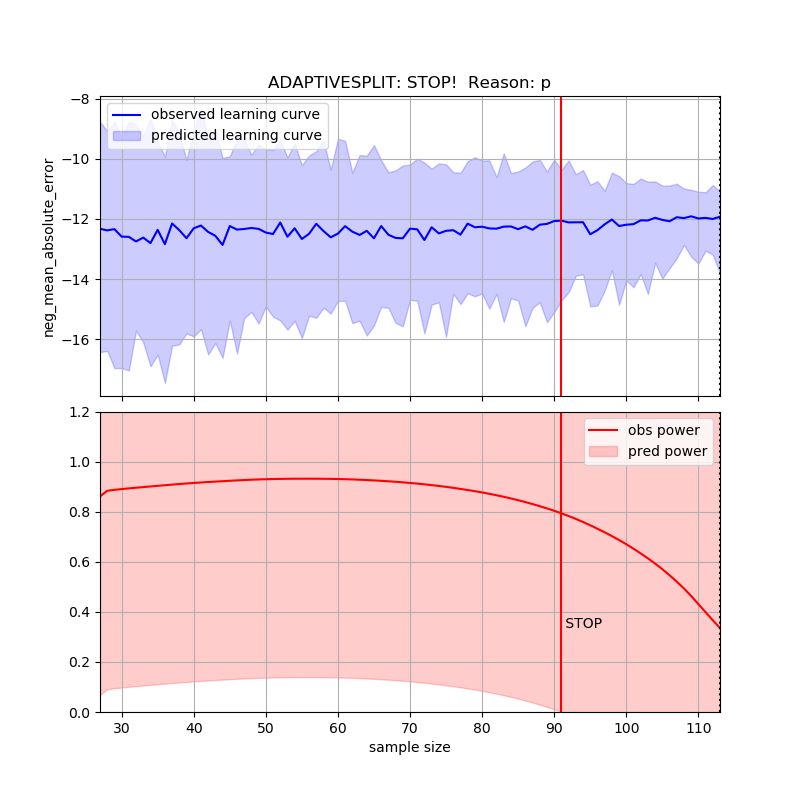 ADAPTIVESPLIT: STOP!  Reason: p
observed learning curve
predicted learning curve
neg_mean_absolute_error
−8
−10
−12
−14
−16
obs power
pred power
STOP
1.2
1.0
0.8
0.6
0.4
0.2
0.0
30 40 50 60 70 80 90 100 110
sample size